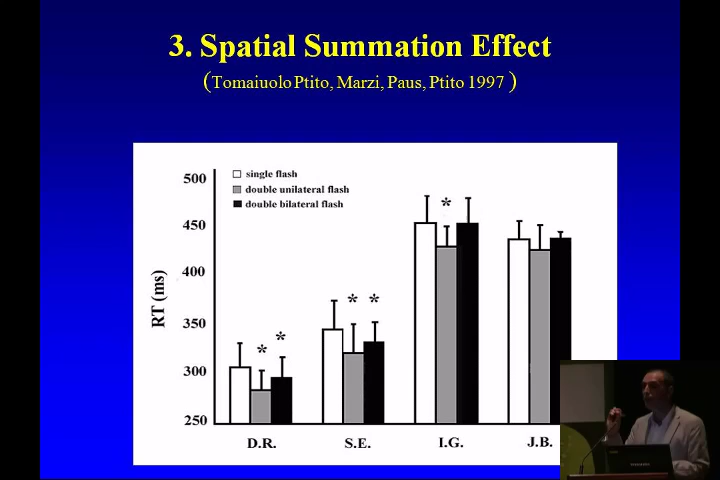 3. Spatial Summation Effect
(Tomaiuolo Ptito, Marzi, Paus, Ptito 1997 )
single flash
double unilateral flash
double bilateral flash
500
450
400
350
300
250
RT (ms)
* * * * *
D.R. S.E. I.G. J.B.